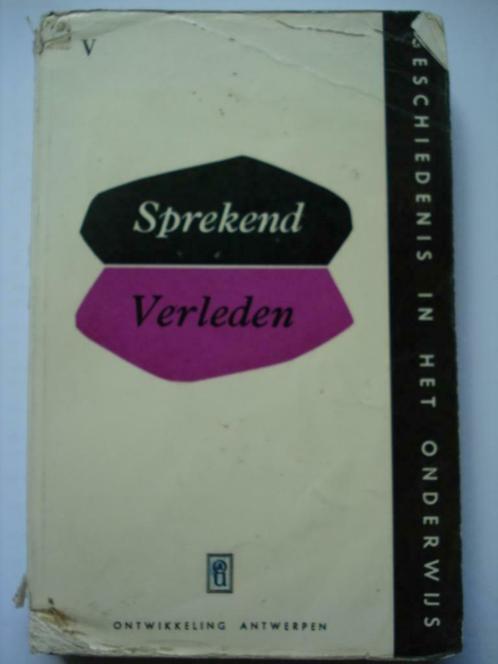 V
Sprekend
Verleden
GESCHIEDENIS IN HET ONDERWIJS
ONTWIKKELING ANTWERPEN